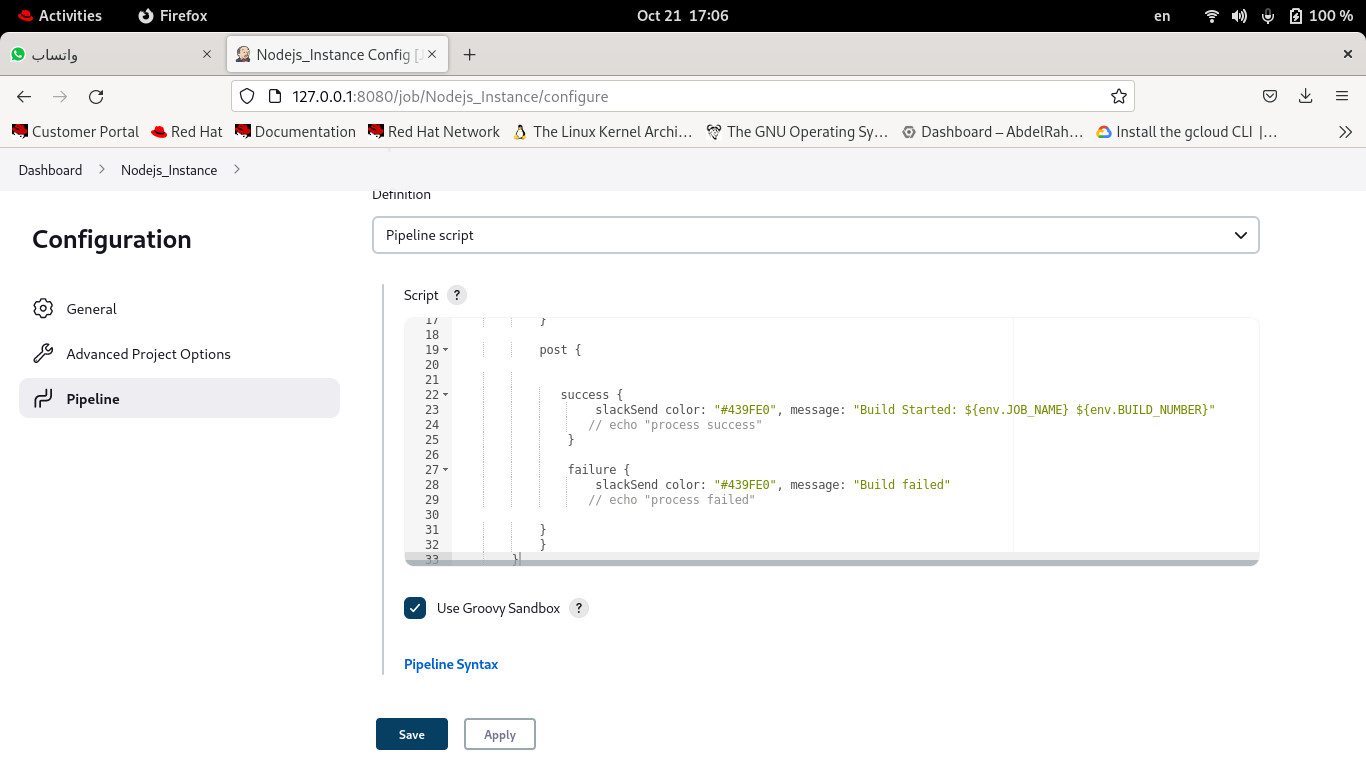 Activities Firefox Oct 21 17:06 en 100 %
واتساب Nodejs_Instance Config [J
127.0.0.1:8080/job/Nodejs_Instance/configure
Customer Portal Red Hat Documentation Red Hat Network The Linux Kernel Archi… The GNU Operating Sy… Dashboard – AbdelRah… Install the gcloud CLI |…
Dashboard Nodejs_Instance
Definition
Configuration
Pipeline script
General
Advanced Project Options
Pipeline
Script ?
17 }
18
19 post {
20
21
22 success {
23 slackSend color: "#439FE0", message: "Build Started: ${env.JOB_NAME} ${env.BUILD_NUMBER}"
24 // echo "process success"
25 }
26
27 failure {
28 slackSend color: "#439FE0", message: "Build failed"
29 // echo "process failed"
30
31 }
32 }
33 }
Use Groovy Sandbox ?
Pipeline Syntax
Save Apply